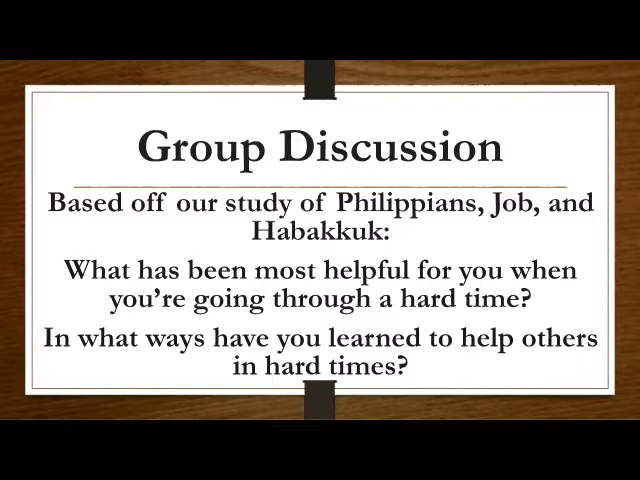 Group Discussion
Based off our study of Philippians, Job, and
Habakkuk:
What has been most helpful for you when
you’re going through a hard time?
In what ways have you learned to help others
in hard times?